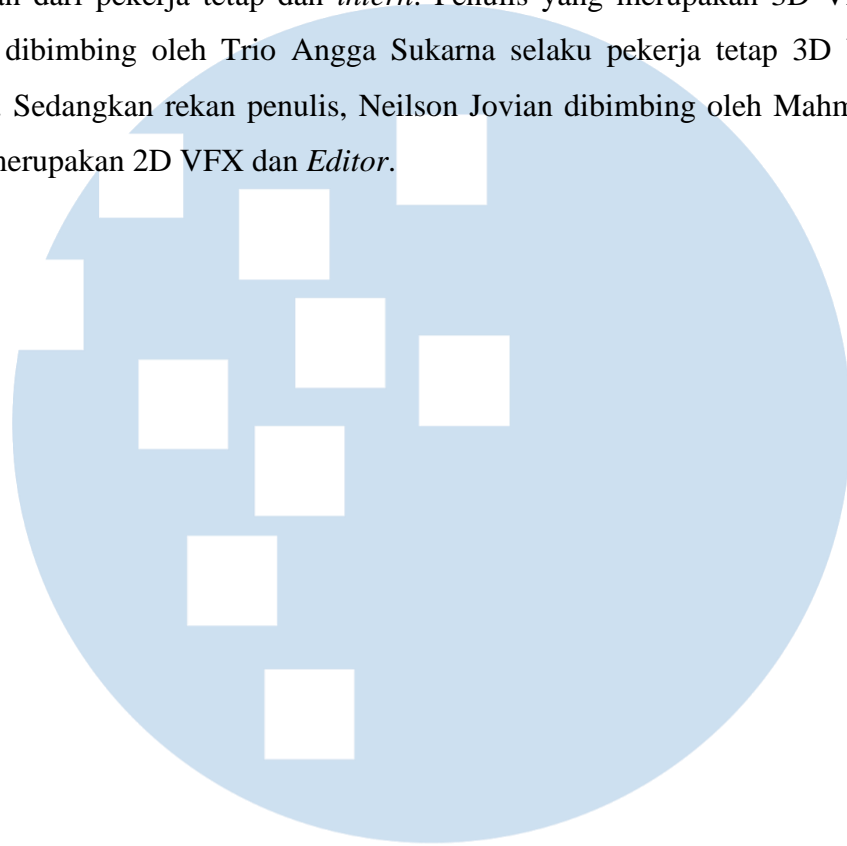 dari pekerja tetap dan intern. Penulis yang merupakan 3D
dibimbing oleh Trio Angga Sukarna selaku pekerja tetap 3D
Sedangkan rekan penulis, Neilson Jovian dibimbing oleh
merupakan 2D VFX dan Editor.